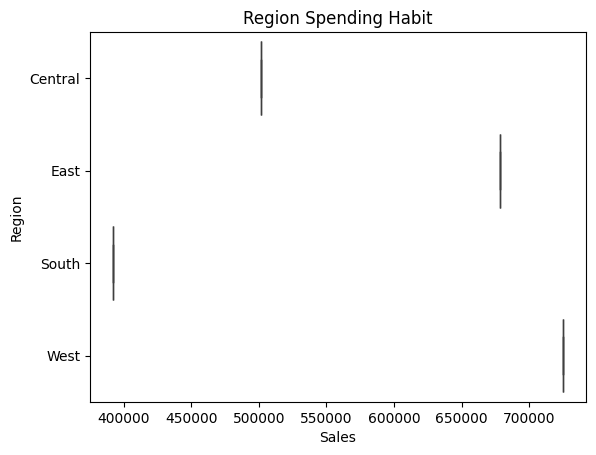 Region Spending Habit
Central
East
South
West
Region
400000 450000 500000 550000 600000 650000 700000
Sales